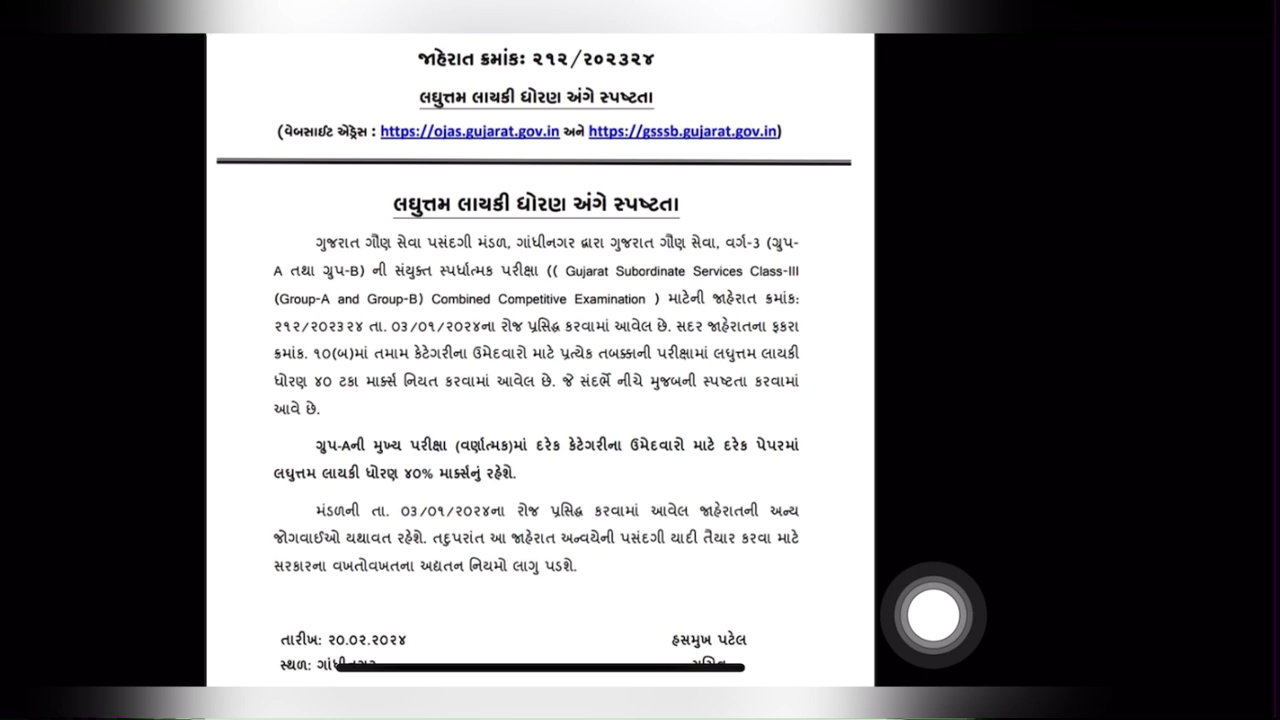 જાહેરાત ક્રમાંકઃ ૨૧૨/૨૦૨૩૨૪
લઘુત્તમ લાયકી ધોરણ અંગે સ્પષ્ટતા
(વેબસાઈટ એડ્રેસ : https://ojas.gujarat.gov.in અને https://gsssb.gujarat.gov.in)
લઘુત્તમ લાયકી ધોરણ અંગે સ્પષ્ટતા
ગુજરાત ગૌણ સેવા પસંદગી મંડળ, ગાંધીનગર દ્વારા ગુજરાત ગૌણ સેવા, વર્ગ-૩ (ગ્રુપ-
A તથા ગ્રુપ-B) ની સંયુક્ત સ્પર્ધાત્મક પરીક્ષા (( Gujarat Subordinate Services Class-III
(Group-A and Group-B) Combined Competitive Examination ) માટેની જાહેરાત ક્રમાંક:
૨૧૨/૨૦૨૩૨૪ તા. ૦૩/૦૧/૨૦૨૪ના રોજ પ્રસિદ્ધ કરવામાં આવેલ છે. સદર જાહેરાતના ફકરા
ક્રમાંક. ૧૦(બ)માં તમામ કેટેગરીના ઉમેદવારો માટે પ્રત્યેક તબક્કાની પરીક્ષામાં લઘુત્તમ લાયકી
ધોરણ ૪૦ ટકા માર્ક્સ નિયત કરવામાં આવેલ છે. જે સંદર્ભે નીચે મુજબની સ્પષ્ટતા કરવામાં
આવે છે.
ગ્રુપ-Aની મુખ્ય પરીક્ષા (વર્ણાત્મક)માં દરેક કેટેગરીના ઉમેદવારો માટે દરેક પેપરમાં
લઘુત્તમ લાયકી ધોરણ ૪૦% માર્ક્સનું રહેશે.
મંડળની તા. ૦૩/૦૧/૨૦૨૪ના રોજ પ્રસિદ્ધ કરવામાં આવેલ જાહેરાતની અન્ય
જોગવાઈઓ યથાવત રહેશે. તદુપરાંત આ જાહેરાત અન્વયેની પસંદગી યાદી તૈયાર કરવા માટે
સરકારના વખતોવખતના અદ્યતન નિયમો લાગુ પડશે.
તારીખ: ૨૦.૦૨.૨૦૨૪ હસમુખ પટેલ
સ્થળ: